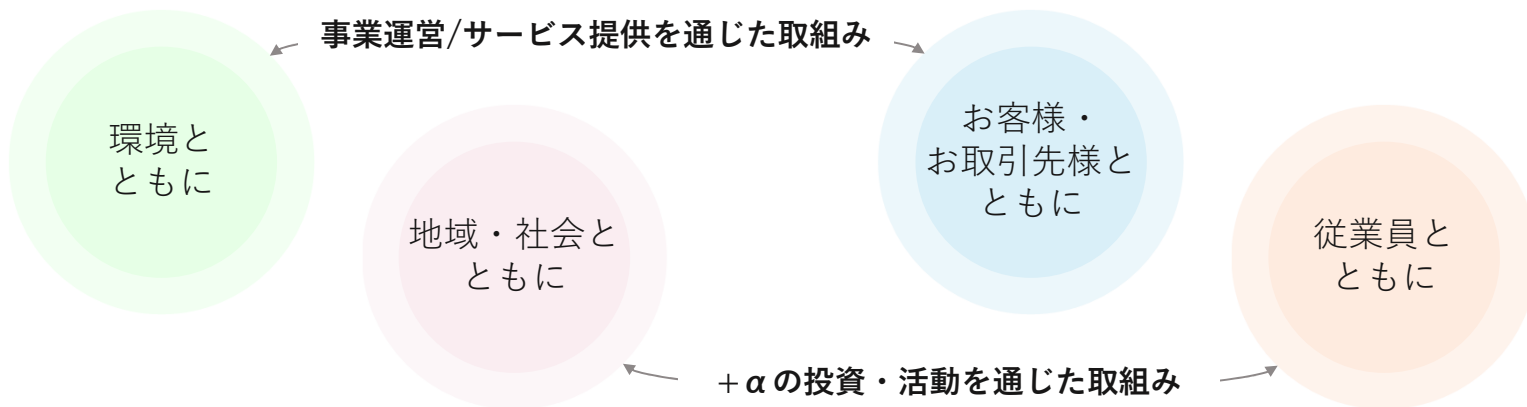 事業運営/サービス提供を通じた取組み
環境と
ともに
地域・社会と
ともに
お客様・
お取引先様と
ともに
従業員と
ともに
+αの投資・活動を通じた取組み